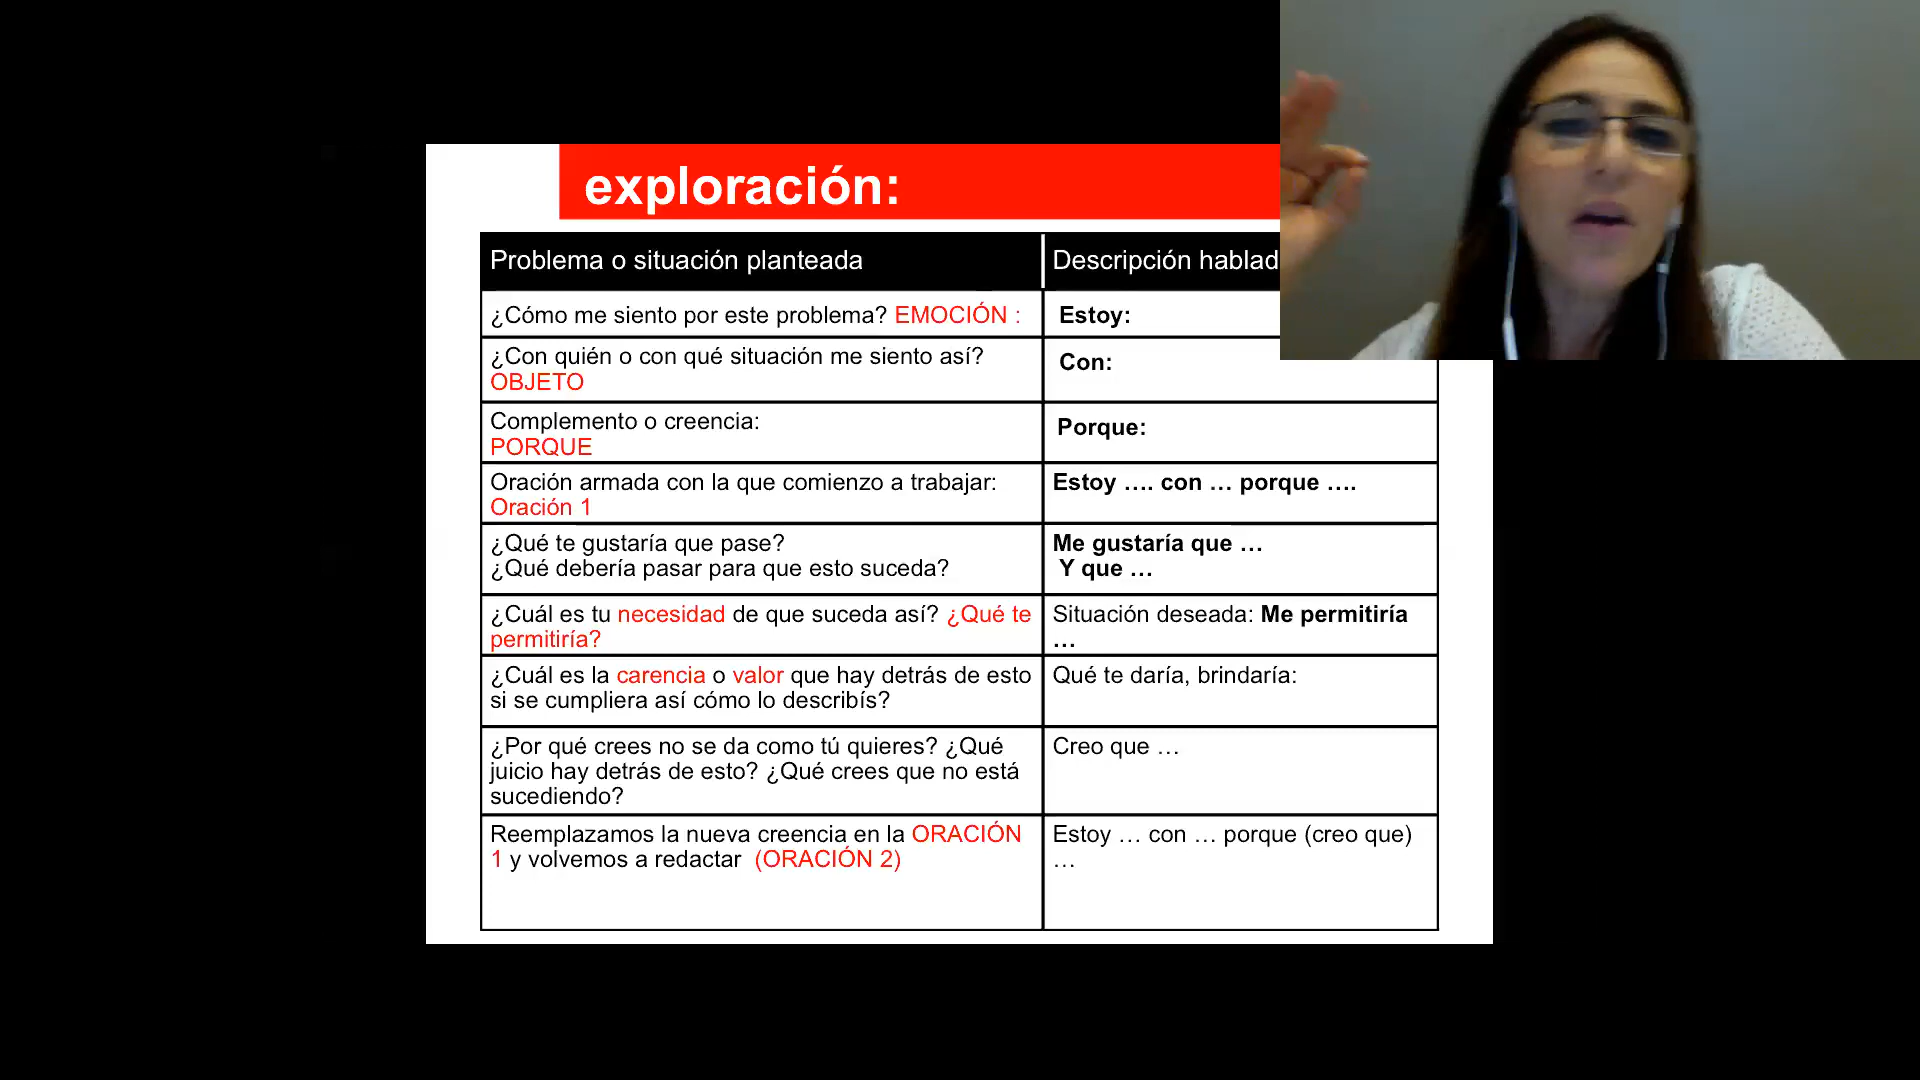 exploración:
Problema o situación planteada
Descripción
¿Cómo me siento por este problema? EMOCIÓN :
Estoy:
¿Con quién o con qué situación me siento así?
OBJETO
Con:
Complemento o creencia:
PORQUE
Porque:
Oración armada con la que comienzo a trabajar:
Oración 1
Estoy …. con … porque ….
¿Qué te gustaría que pase?
¿Qué debería pasar para que esto suceda?
Me gustaría que …
Y que …
¿Cuál es tu necesidad de que suceda así? ¿Qué te
permitiría?
Situación deseada: Me permitiría
…
¿Cuál es la carencia o valor que hay detrás de esto
si se cumpliera así cómo lo describís?
Qué te daría, brindaría:
¿Por qué crees no se da como tú quieres? ¿Qué
juicio hay detrás de esto? ¿Qué crees que no está
sucediendo?
Creo que …
Reemplazamos la nueva creencia en la ORACIÓN
1 y volvemos a redactar (ORACIÓN 2)
Estoy … con … porque (creo que)
…